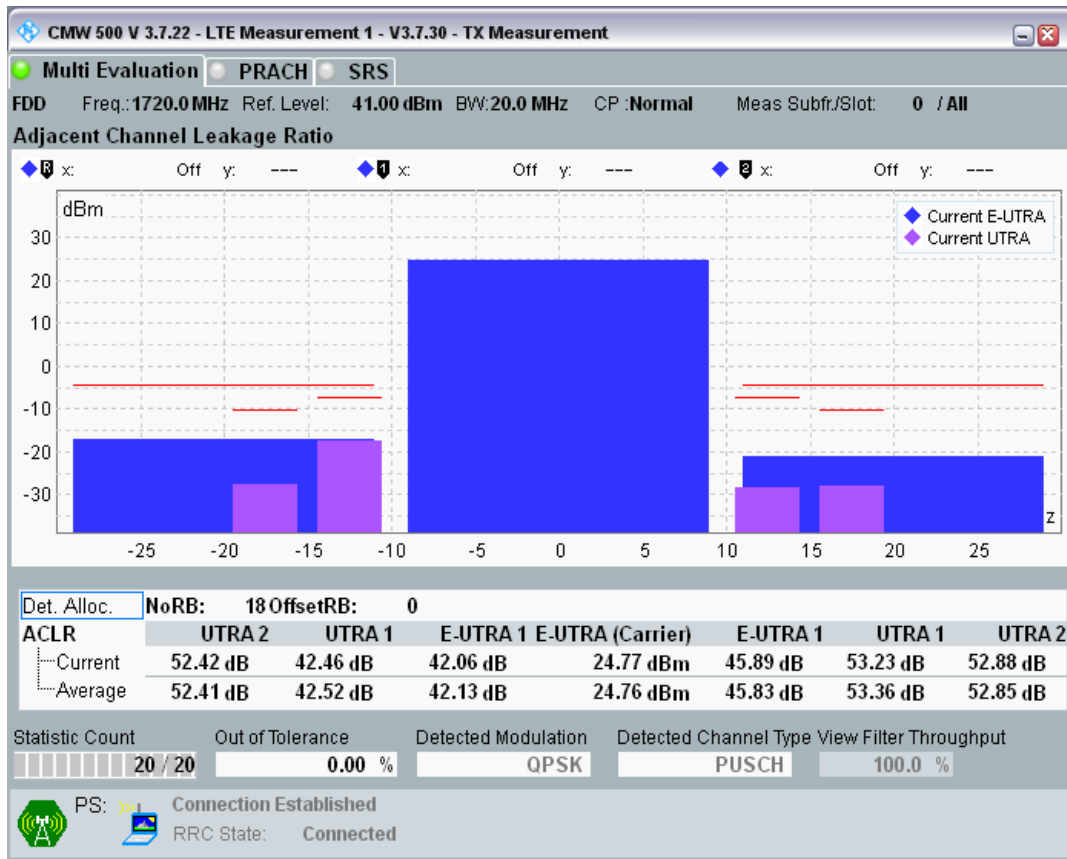 CMW 500 V 3.7.22 - LTE Measurement 1 - V3.7.30 - TX Measurement
Multi Evaluation PRACH SRS
FDD Freq.:1720.0 MHz Ref. Level: 41.00 dBm BW:20.0 MHz CP :Normal Meas Subfr./Slot: 0 / All
Adjacent Channel Leakage Ratio
R x: Off y: --- 1 x: Off y: --- 2 x: Off y: ---
dBm
Current E-UTRA
Current UTRA
30
20
10
0
-10
-20
-30
z
-25 -20 -15 -10 -5 0 5 10 15 20 25
Det. Alloc. NoRB: 18 OffsetRB: 0
ACLR UTRA 2 UTRA 1 E-UTRA 1 E-UTRA (Carrier) E-UTRA 1 UTRA 1 UTRA 2
Current 52.42 dB 42.46 dB 42.06 dB 24.77 dBm 45.89 dB 53.23 dB 52.88 dB
Average 52.41 dB 42.52 dB 42.13 dB 24.76 dBm 45.83 dB 53.36 dB 52.85 dB
Statistic Count Out of Tolerance Detected Modulation Detected Channel Type View Filter Throughput
20 / 20 0.00 % QPSK PUSCH 100.0 %
PS: Connection Established
RRC State: Connected